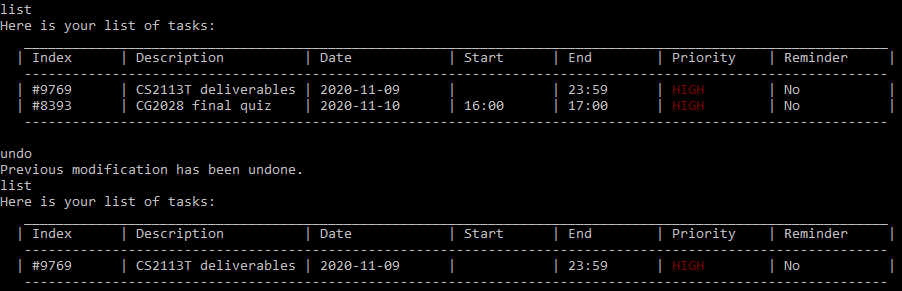 list
Here is your list of tasks:
| Index | Description | Date | Start | End | Priority | Reminder |
| #9769 | CS2113T deliverables | 2020-11-09 | | 23:59 | HIGH | No |
| #8393 | CG2028 final quiz | 2020-11-10 | 16:00 | 17:00 | HIGH | No |
undo
Previous modification has been undone.
list
Here is your list of tasks:
| Index | Description | Date | Start | End | Priority | Reminder |
| #9769 | CS2113T deliverables | 2020-11-09 | | 23:59 | HIGH | No |